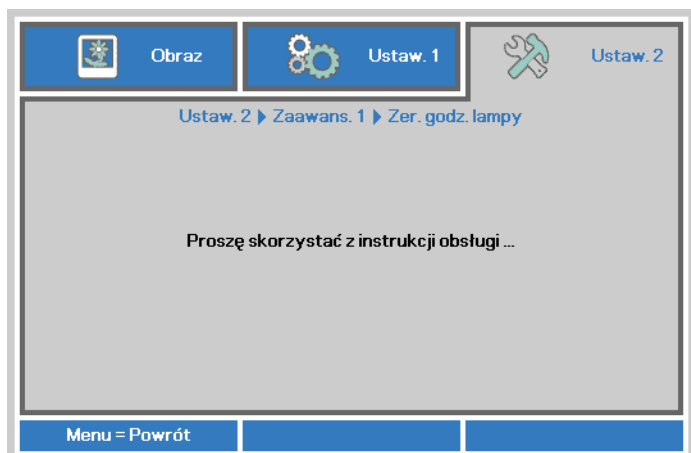 Obraz
Ustaw. 1
Ustaw. 2
Ustaw. 2 Zaawans. 1 Zer. godz. lampy
Proszę skorzystać z instrukcji obsługi ...
Menu = Powrót